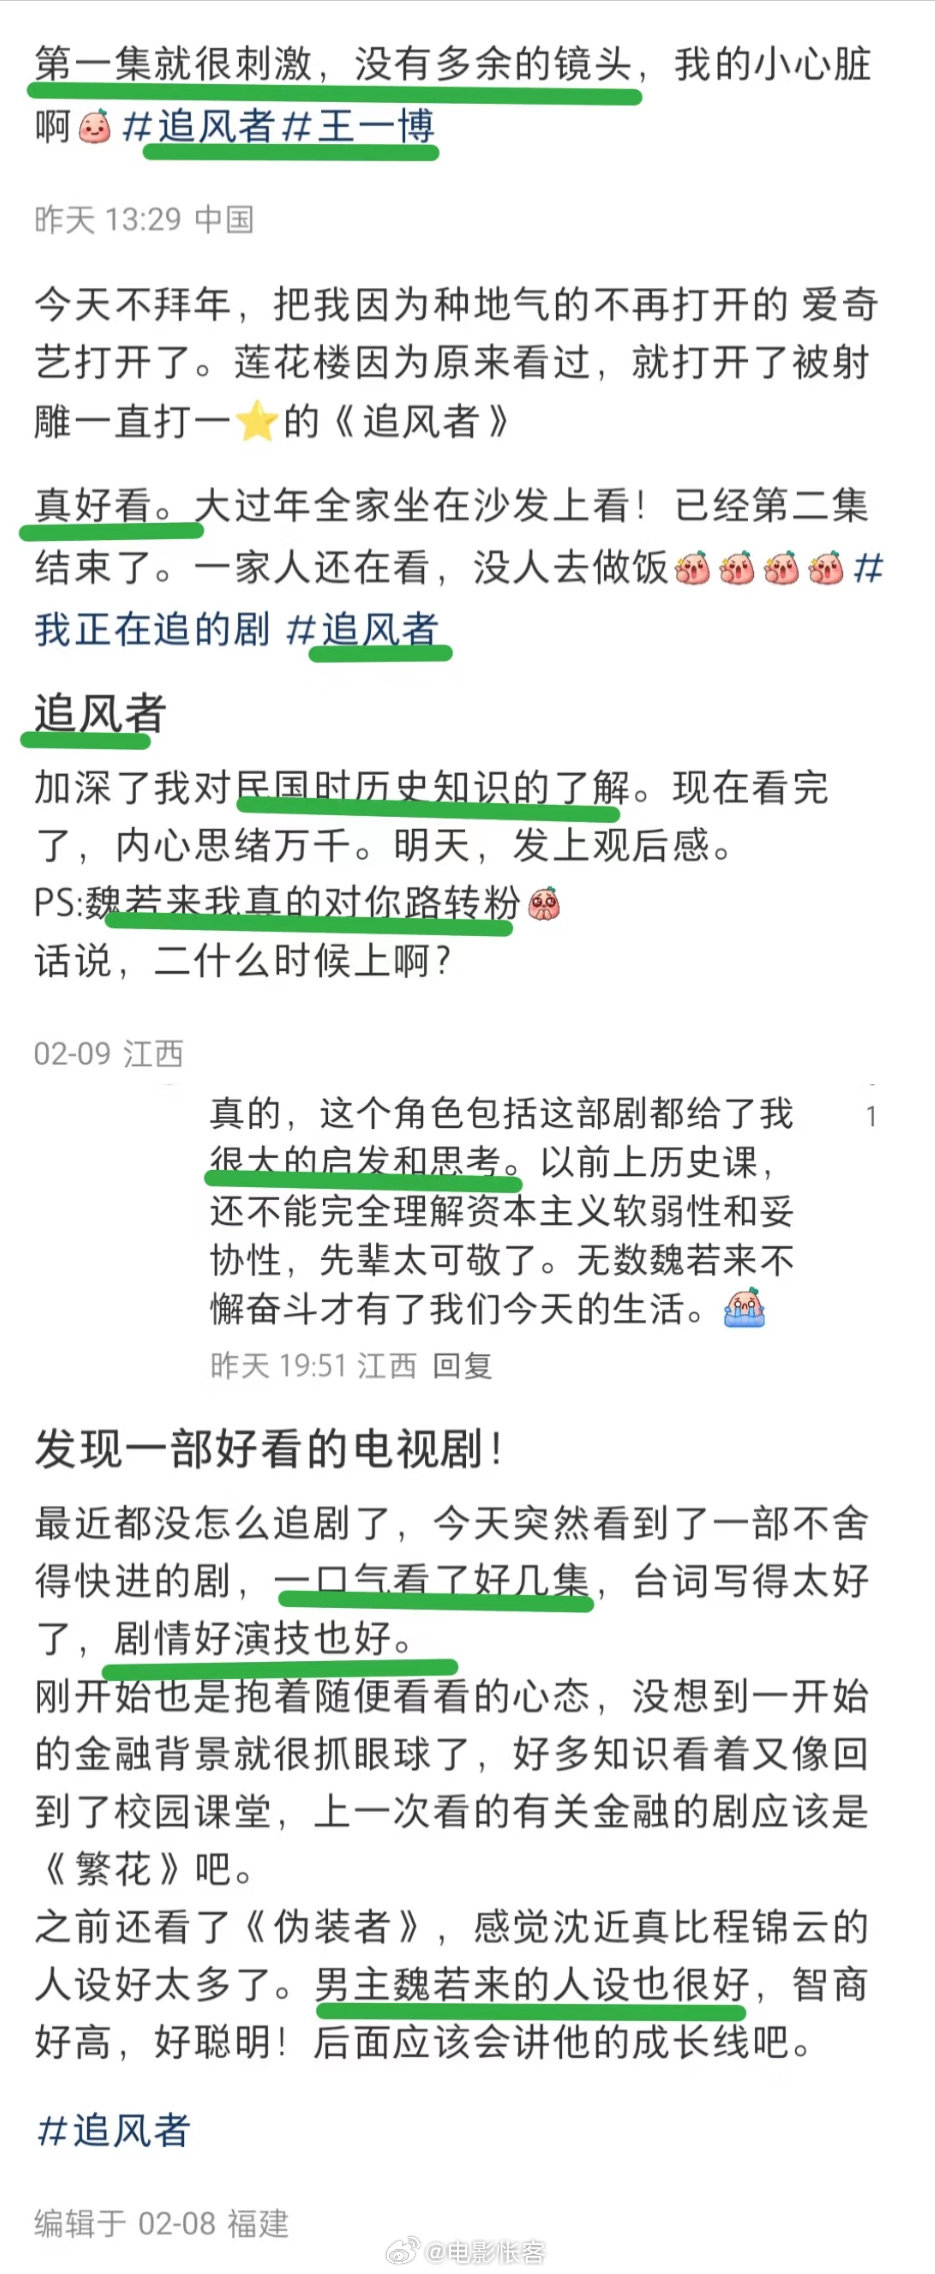 第一集就很刺激，没有多余的镜头，我的小心脏
啊#追风者#王一博
昨天 13:29 中国
今天不拜年，把我因为种地气的不再打开的 爱奇
艺打开了。莲花楼因为原来看过，就打开了被射
雕一直打一⭐的《追风者》
真好看。大过年全家坐在沙发上看！已经第二集
结束了。一家人还在看，没人去做饭#
我正在追的剧 #追风者
追风者
加深了我对民国时历史知识的了解。现在看完
了，内心思绪万千。明天，发上观后感。
PS:魏若来我真的对你路转粉
话说，二什么时候上啊？
02-09 江西
真的，这个角色包括这部剧都给了我
1
很大的启发和思考。以前上历史课，
还不能完全理解资本主义软弱性和妥
协性，先辈太可敬了。无数魏若来不
懈奋斗才有了我们今天的生活。
昨天 19:51 江西 回复
发现一部好看的电视剧！
最近都没怎么追剧了，今天突然看到了一部不舍
得快进的剧，一口气看了好几集，台词写得太好
了，剧情好演技也好。
刚开始也是抱着随便看看的心态，没想到一开始
的金融背景就很抓眼球了，好多知识看着又像回
到了校园课堂，上一次看的有关金融的剧应该是
《繁花》吧。
之前还看了《伪装者》，感觉沈近真比程锦云的
人设好太多了。男主魏若来的人设也很好，智商
好高，好聪明！后面应该会讲他的成长线吧。
#追风者
编辑于 02-08 福建
@电影怅客